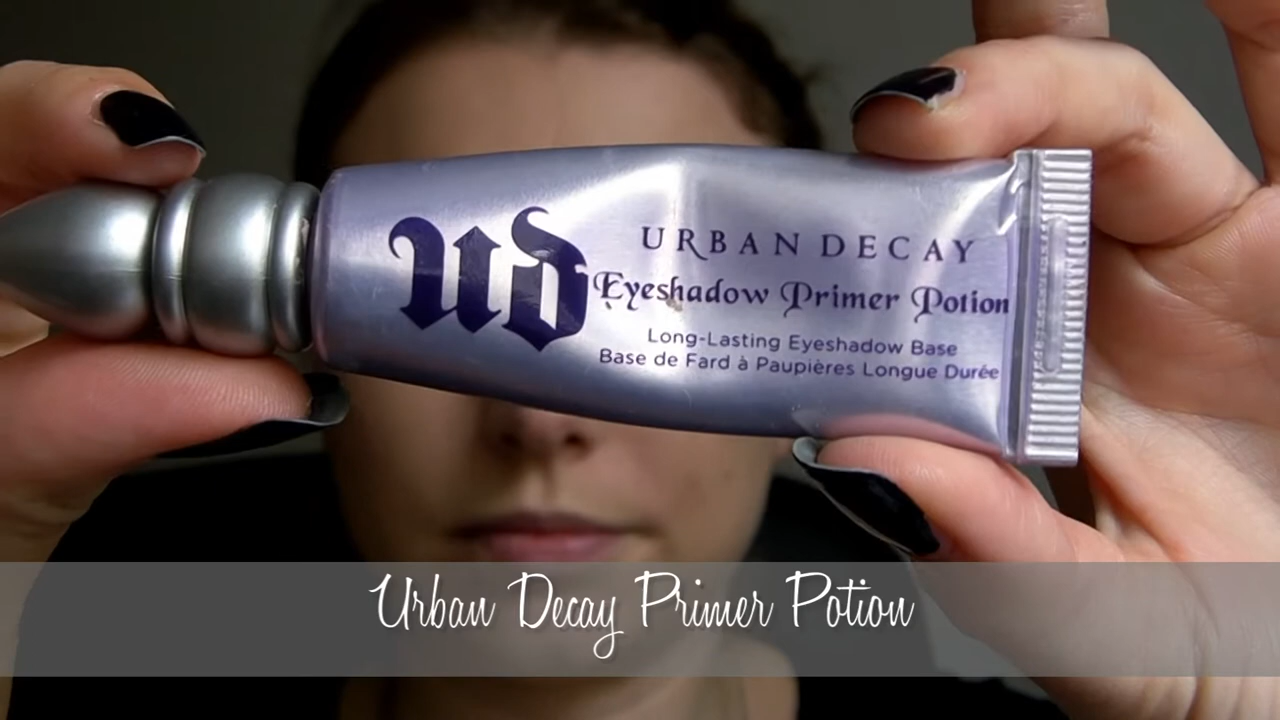 ud
URBAN DECAY
Eyeshadow Primer Potion
Long-Lasting Eyeshadow Base
Base de Fard à Paupières Longue Durée
Urban Decay Primer Potion